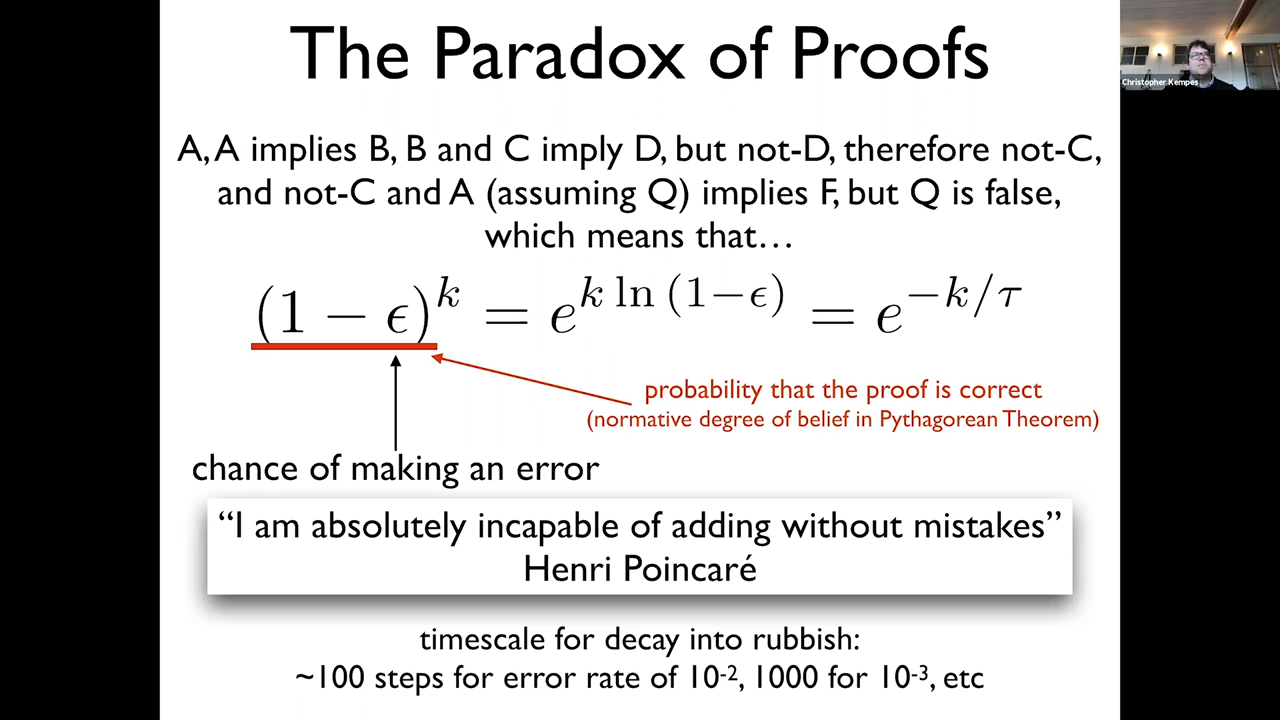 The Paradox of Proofs
Christopher Kempes
A, A implies B, B and C imply D, but not-D, therefore not-C,
and not-C and A (assuming Q) implies F, but Q is false,
which means that…
(1 − ϵ)^k = e^{k ln (1−ϵ)} = e^{−k/τ}
probability that the proof is correct
(normative degree of belief in Pythagorean Theorem)
chance of making an error
“I am absolutely incapable of adding without mistakes”
Henri Poincaré
timescale for decay into rubbish:
~100 steps for error rate of 10⁻², 1000 for 10⁻³, etc